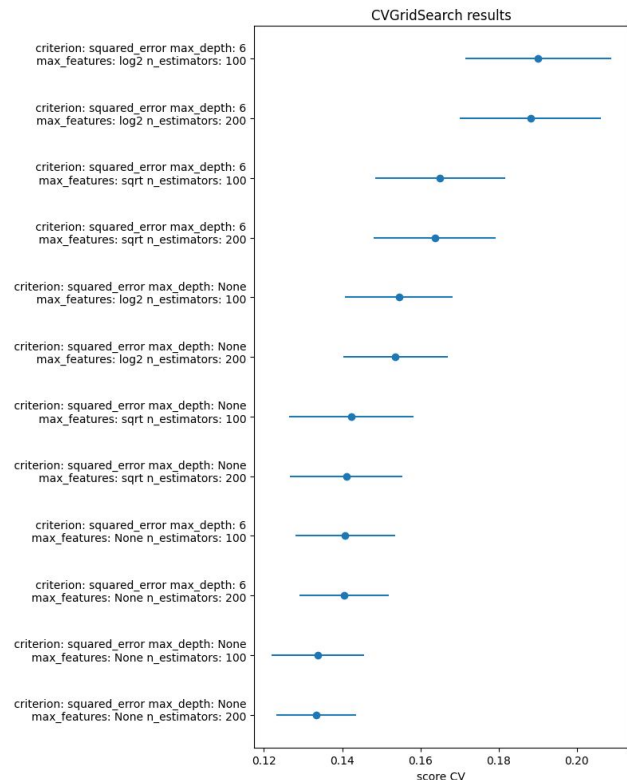 CVGridSearch results
criterion: squared_error max_depth: 6
max_features: log2 n_estimators: 100
criterion: squared_error max_depth: 6
max_features: log2 n_estimators: 200
criterion: squared_error max_depth: 6
max_features: sqrt n_estimators: 100
criterion: squared_error max_depth: 6
max_features: sqrt n_estimators: 200
criterion: squared_error max_depth: None
max_features: log2 n_estimators: 100
criterion: squared_error max_depth: None
max_features: log2 n_estimators: 200
criterion: squared_error max_depth: None
max_features: sqrt n_estimators: 100
criterion: squared_error max_depth: None
max_features: sqrt n_estimators: 200
criterion: squared_error max_depth: 6
max_features: None n_estimators: 100
criterion: squared_error max_depth: 6
max_features: None n_estimators: 200
criterion: squared_error max_depth: None
max_features: None n_estimators: 100
criterion: squared_error max_depth: None
max_features: None n_estimators: 200
0.12 0.14 0.16 0.18 0.20
score CV